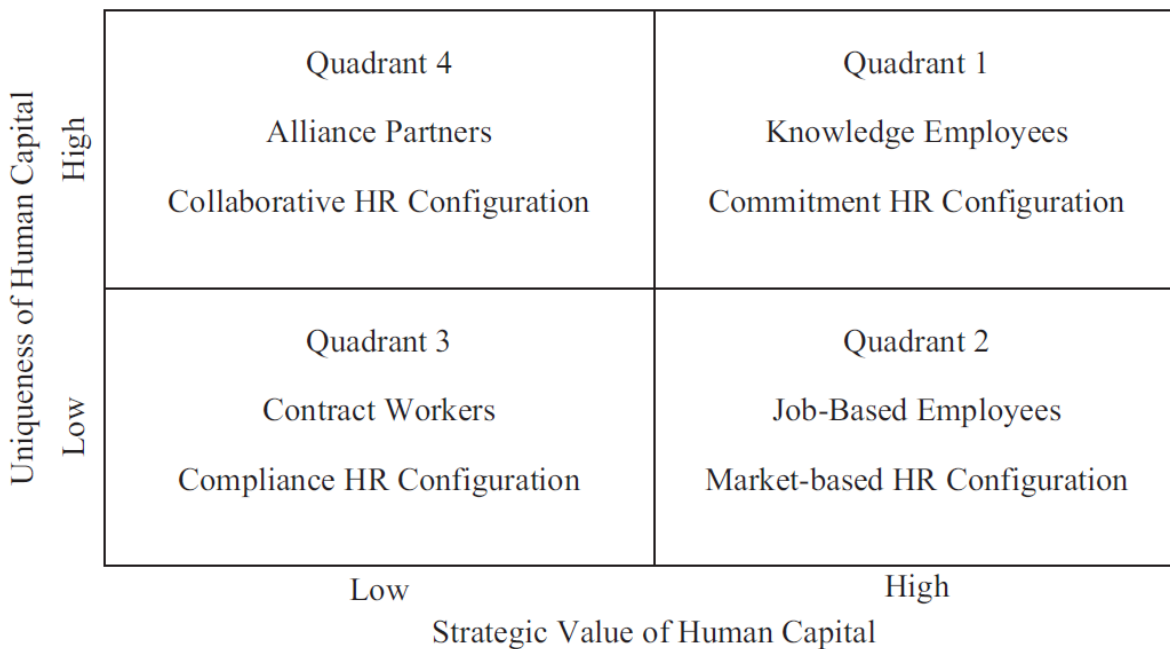 Uniqueness of Human Capital
High
Low
Quadrant 4
Alliance Partners
Collaborative HR Configuration
Quadrant 1
Knowledge Employees
Commitment HR Configuration
Quadrant 3
Contract Workers
Compliance HR Configuration
Quadrant 2
Job-Based Employees
Market-based HR Configuration
Low
High
Strategic Value of Human Capital